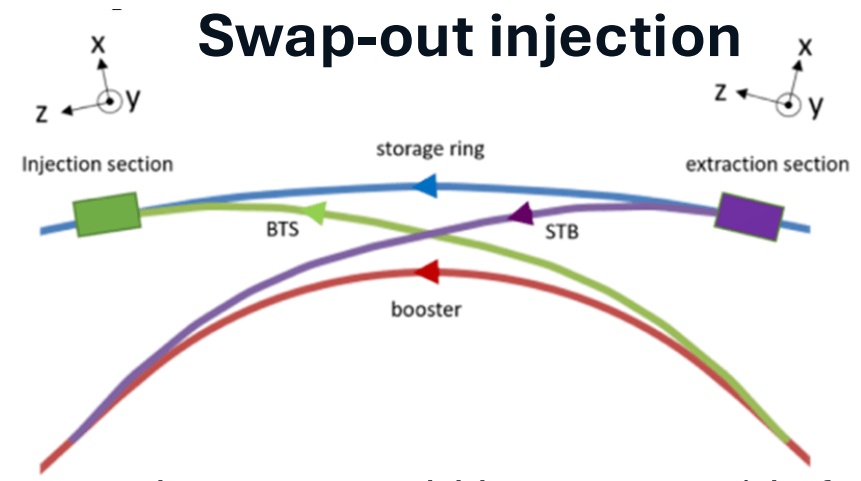 Swap-out injection
x
z
y
x
z
y
Injection section
storage ring
extraction section
BTS
STB
booster